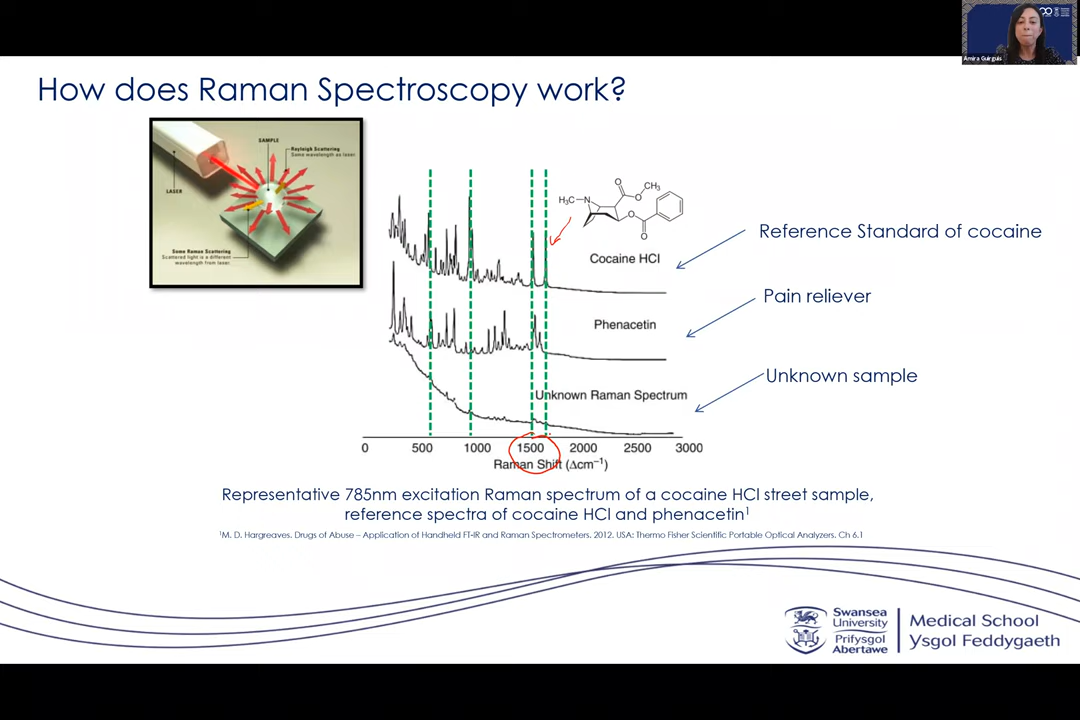 Amira Guirguis
How does Raman Spectroscopy work?
SAMPLE
Rayleigh Scattering
Same wavelength as laser
LASER
Some Raman Scattering
Scattered light is a different
wavelength from laser.
H₃C
N
O
CH₃
O
O
O
Cocaine HCl
Reference Standard of cocaine
Phenacetin
Pain reliever
Unknown Raman Spectrum
Unknown sample
0 500 1000 1500 2000 2500 3000
Raman Shift (Δcm⁻¹)
Representative 785nm excitation Raman spectrum of a cocaine HCl street sample,
reference spectra of cocaine HCl and phenacetin¹
¹M. D. Hargreaves. Drugs of Abuse – Application of Handheld FT-IR and Raman Spectrometers. 2012. USA: Thermo Fisher Scientific Portable Optical Analyzers. Ch 6.1
Swansea
University
Prifysgol
Abertawe
Medical School
Ysgol Feddygaeth